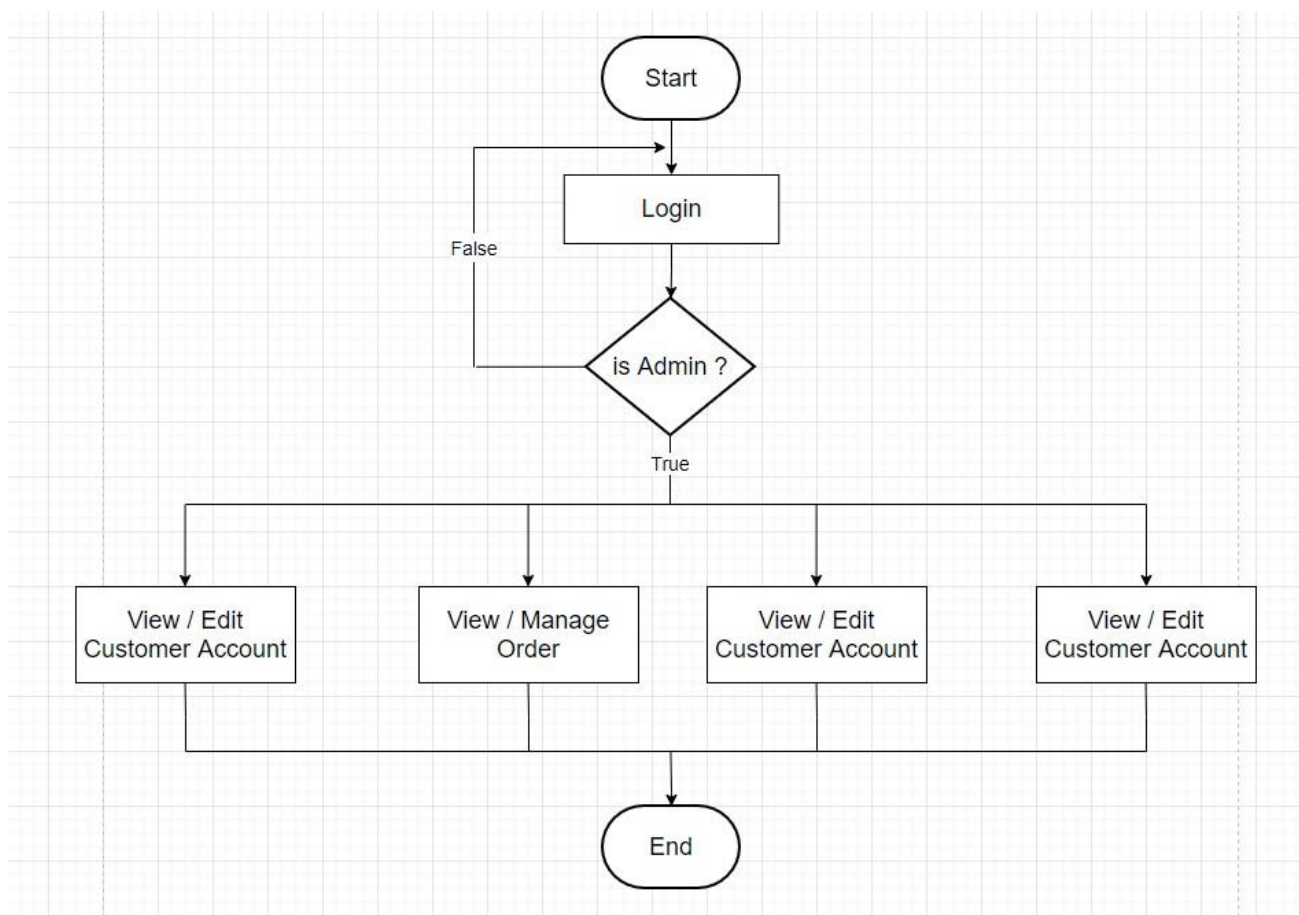 Start
Login
False
is Admin ?
True
View / Edit
Customer Account
View / Manage
Order
View / Edit
Customer Account
View / Edit
Customer Account
End